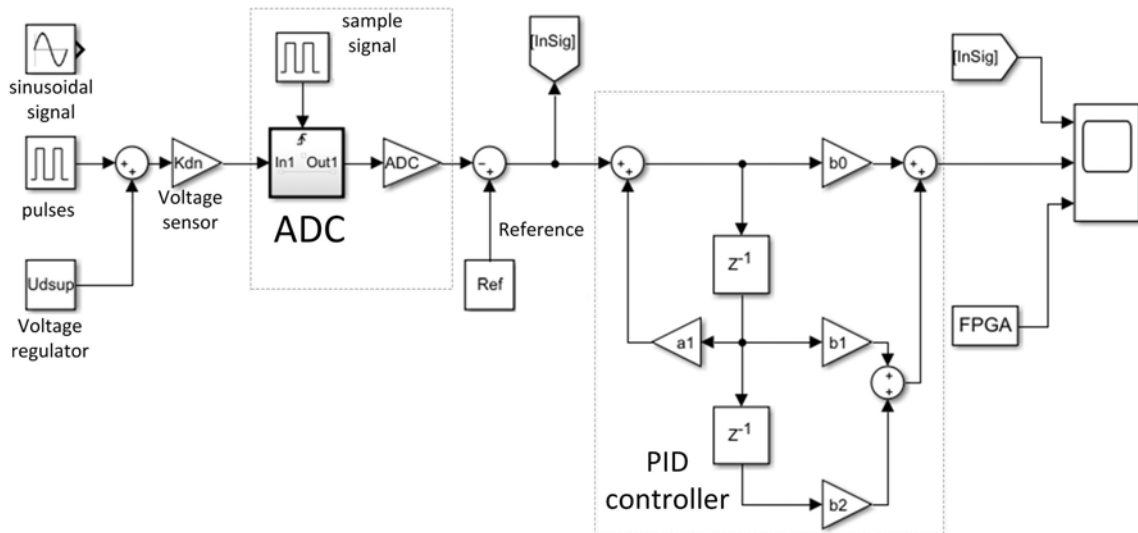 sinusoidal
signal
pulses
Udsup
Voltage
regulator
+
+
Kdn
Voltage
sensor
sample
signal
In1
Out1
ADC
ADC
-
+
Reference
Ref
[InSig]
+
+
z-1
a1
z-1
b0
b1
b2
+
+
+
+
PID
controller
[InSig]
FPGA